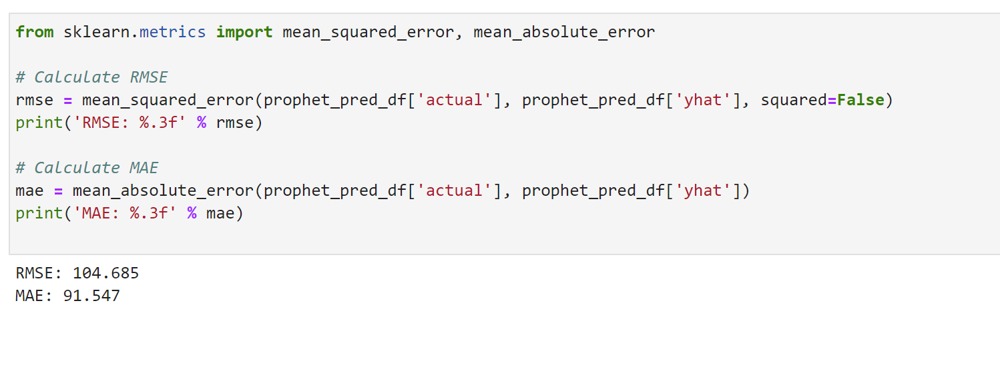 from sklearn.metrics import mean_squared_error, mean_absolute_error
# Calculate RMSE
rmse = mean_squared_error(prophet_pred_df['actual'], prophet_pred_df['yhat'], squared=False)
print('RMSE: %.3f' % rmse)
# Calculate MAE
mae = mean_absolute_error(prophet_pred_df['actual'], prophet_pred_df['yhat'])
print('MAE: %.3f' % mae)
RMSE: 104.685
MAE: 91.547